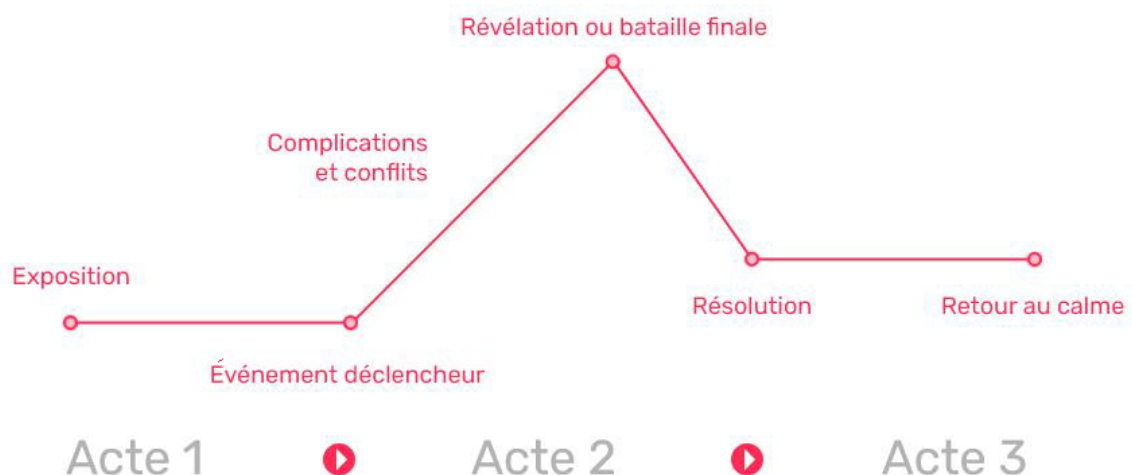 Révélation ou bataille finale
Complications
et conflits
Exposition
Événement déclencheur
Résolution
Retour au calme
Acte 1
Acte 2
Acte 3